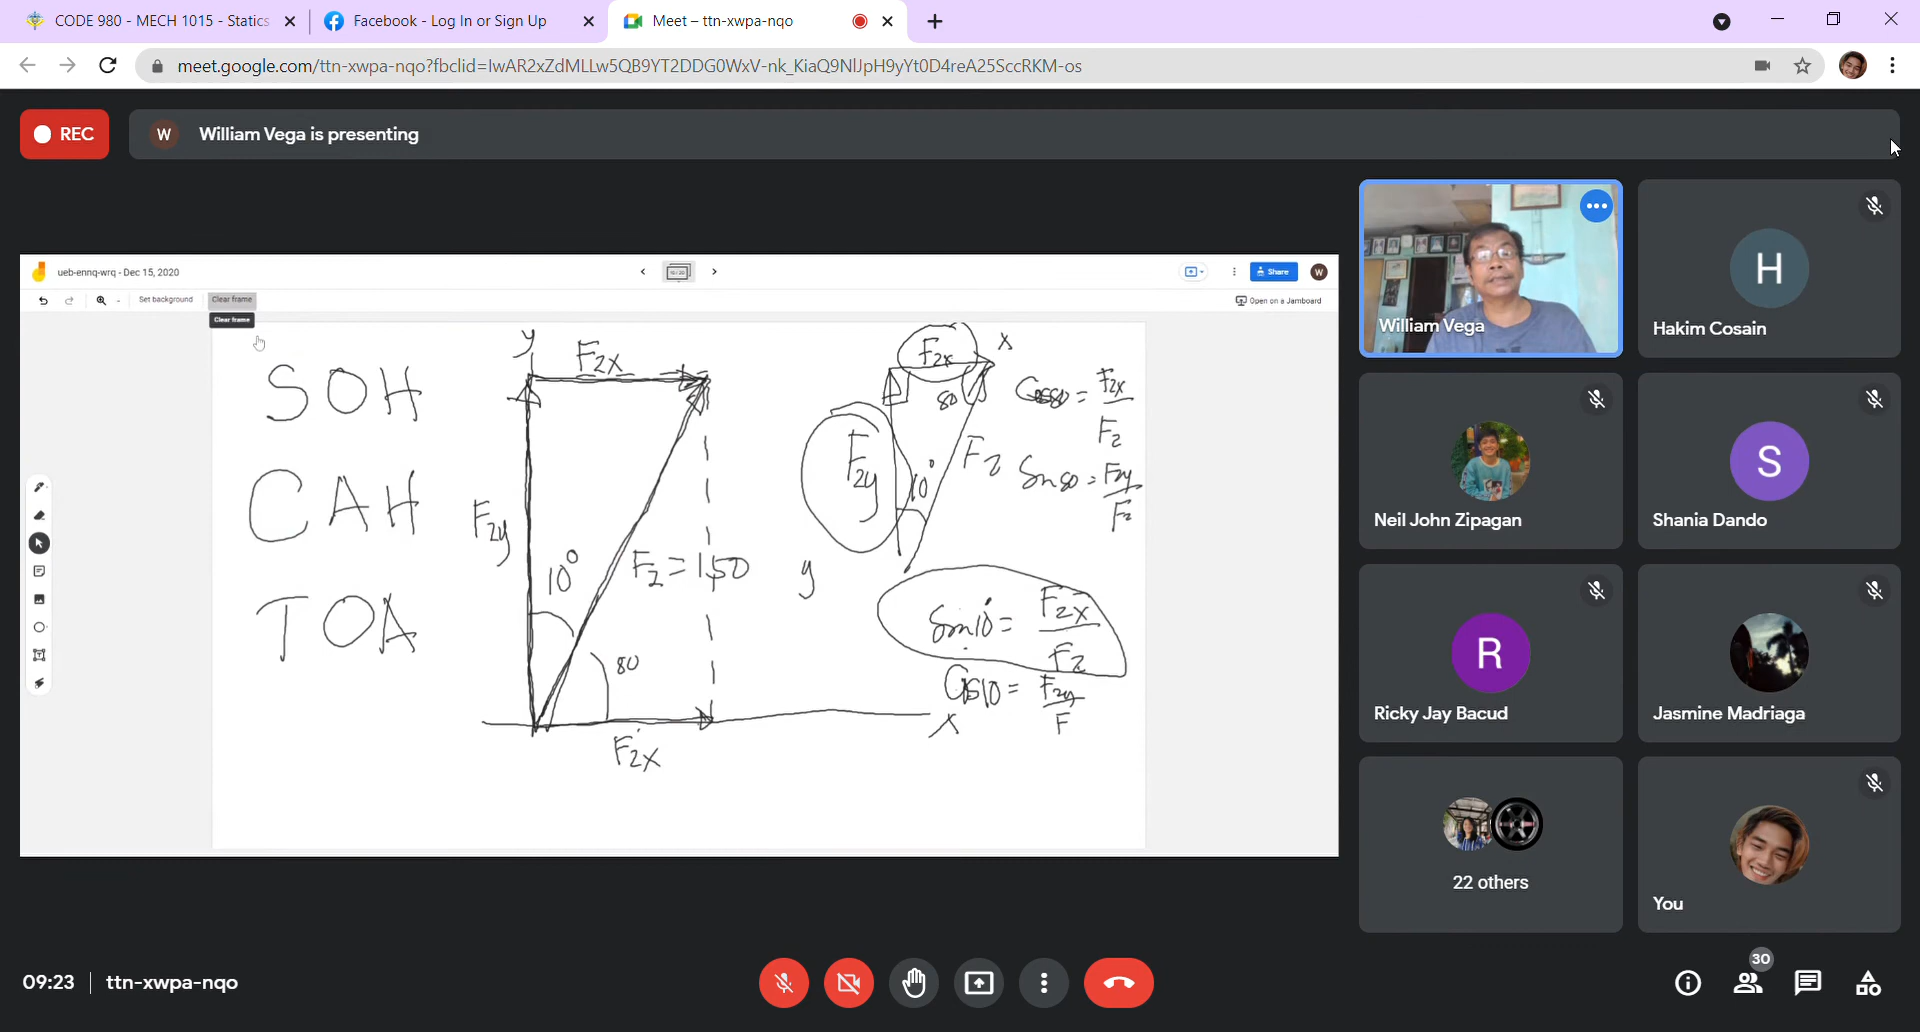 CODE 980 - MECH 1015 - Statics
Facebook - Log In or Sign Up
Meet – ttn-xwpa-nqo
meet.google.com/ttn-xwpa-nqo?fbclid=IwAR2xZdMLLw5QB9YT2DDG0WxV-nk_KiaQ9NlJpH9yYt0D4reA25SccRKM-os
REC
W
William Vega is presenting
ueb-ennq-wrq - Dec 15, 2020
Share
W
Set background
Clear frame
Open on a Jamboard
Clear frame
SOH
CAH
TOA
y
F2x
F2y
10°
F2 = 150
80
F2x
x
y
F2x
x
80
F2y
10°
F2
Cos80 = F2x / F2
Sin80 = F2y / F2
Sin10 = F2x / F2
Cos10 = F2y / F
William Vega
H
Hakim Cosain
Neil John Zipagan
S
Shania Dando
R
Ricky Jay Bacud
Jasmine Madriaga
22 others
You
09:23
ttn-xwpa-nqo
30